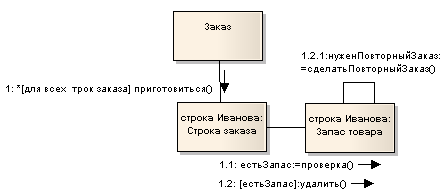 Заказ
1.2.1:нуженПовторныйЗаказ:
=сделатьПовторныйЗаказ()
1: *[для всех трок заказа] приготовиться()
строка Иванова:
Строка заказа
строка Иванова:
Запас товара
1.1: естьЗапас:=проверка()
1.2: [естьЗапас]:удалить()